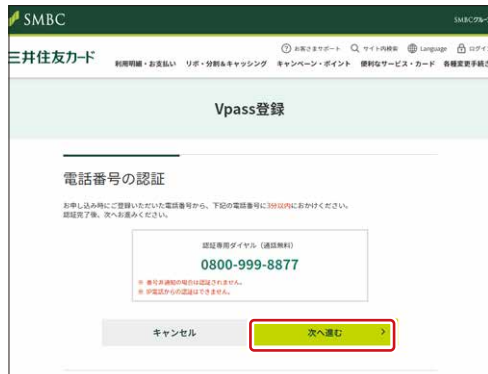 SMBC
SMBCグルー
お客さまサポート サイト内検索 Language ログイン
三井住友カード
利用明細・お支払い リボ・分割&キャッシング キャンペーン・ポイント 便利なサービス・カード 各種変更手続き
Vpass登録
電話番号の認証
お申し込み時にご登録いただいた電話番号から、下記の電話番号に3分以内におかけください。
認証完了後、次へお進みください。
認証専用ダイヤル(通話無料)
0800-999-8877
※ 番号非通知の場合は認証されません。
※ IP電話からの認証はできません。
キャンセル
次へ進む